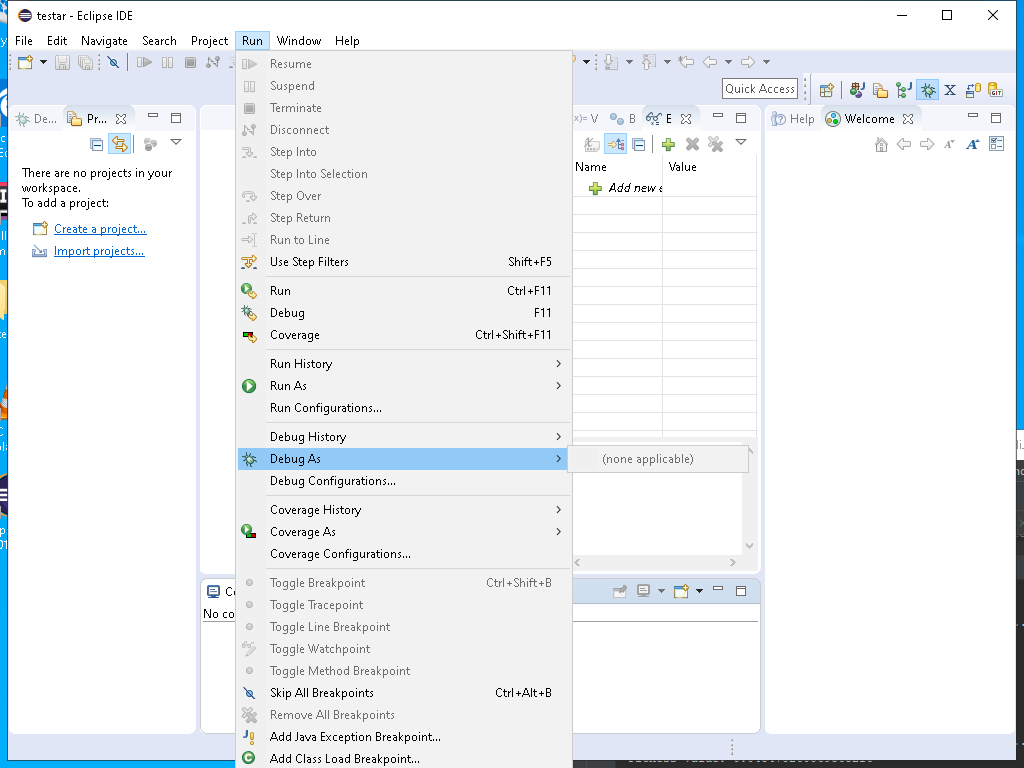 testar - Eclipse IDE
File Edit Navigate Search Project Run Window Help
Quick Access
De...
Pr...
There are no projects in your
workspace.
To add a project:
Create a project...
Import projects...
Resume
Suspend
Terminate
Disconnect
Step Into
Step Into Selection
Step Over
Step Return
Run to Line
Use Step Filters Shift+F5
Run Ctrl+F11
Debug F11
Coverage Ctrl+Shift+F11
Run History
Run As
Run Configurations...
Debug History
Debug As
(none applicable)
Debug Configurations...
Coverage History
Coverage As
Coverage Configurations...
Toggle Breakpoint Ctrl+Shift+B
Toggle Tracepoint
Toggle Line Breakpoint
Toggle Watchpoint
Toggle Method Breakpoint
Skip All Breakpoints Ctrl+Alt+B
Remove All Breakpoints
Add Java Exception Breakpoint...
Add Class Load Breakpoint...
(x)= V
B
E
Name Value
Add new e
Help
Welcome
No co